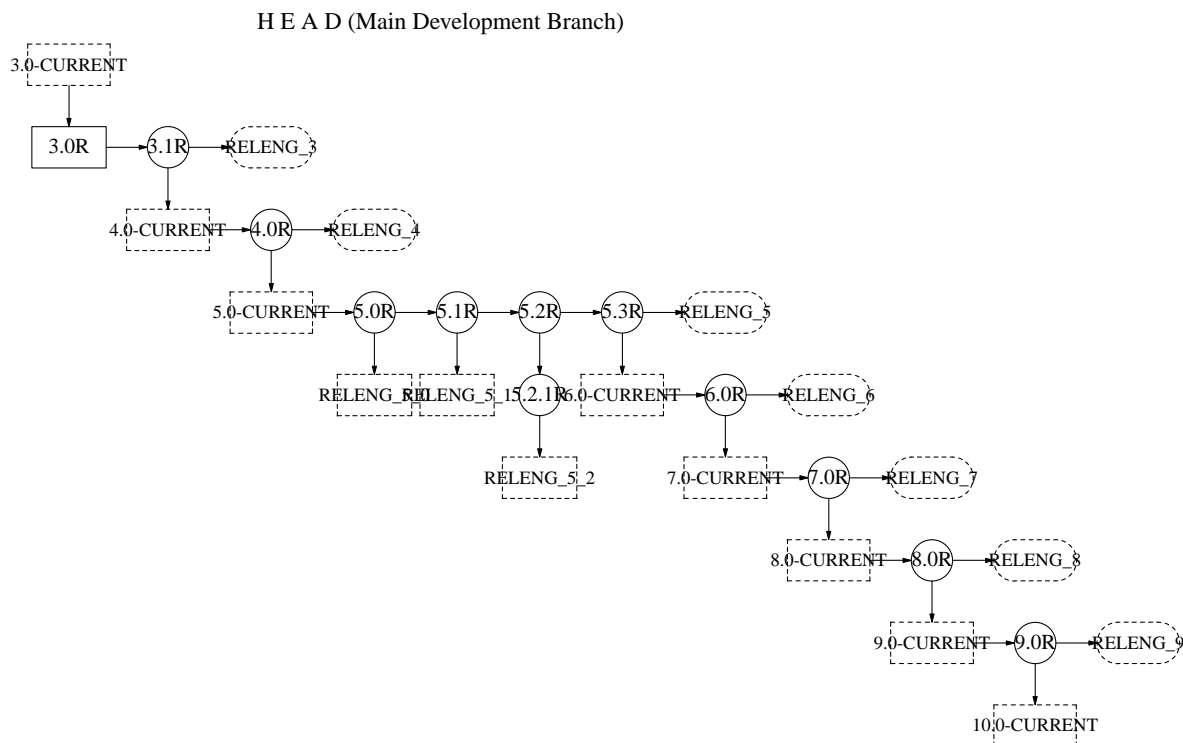 H E A D (Main Development Branch)
3.0-CURRENT
3.0R
3.1R
RELENG_3
4.0-CURRENT
4.0R
RELENG_4
5.0-CURRENT
5.0R
5.1R
5.2R
5.3R
RELENG_5
RELENG_5_0
RELENG_5_1
5.2.1R
6.0-CURRENT
6.0R
RELENG_6
RELENG_5_2
7.0-CURRENT
7.0R
RELENG_7
8.0-CURRENT
8.0R
RELENG_8
9.0-CURRENT
9.0R
RELENG_9
10.0-CURRENT